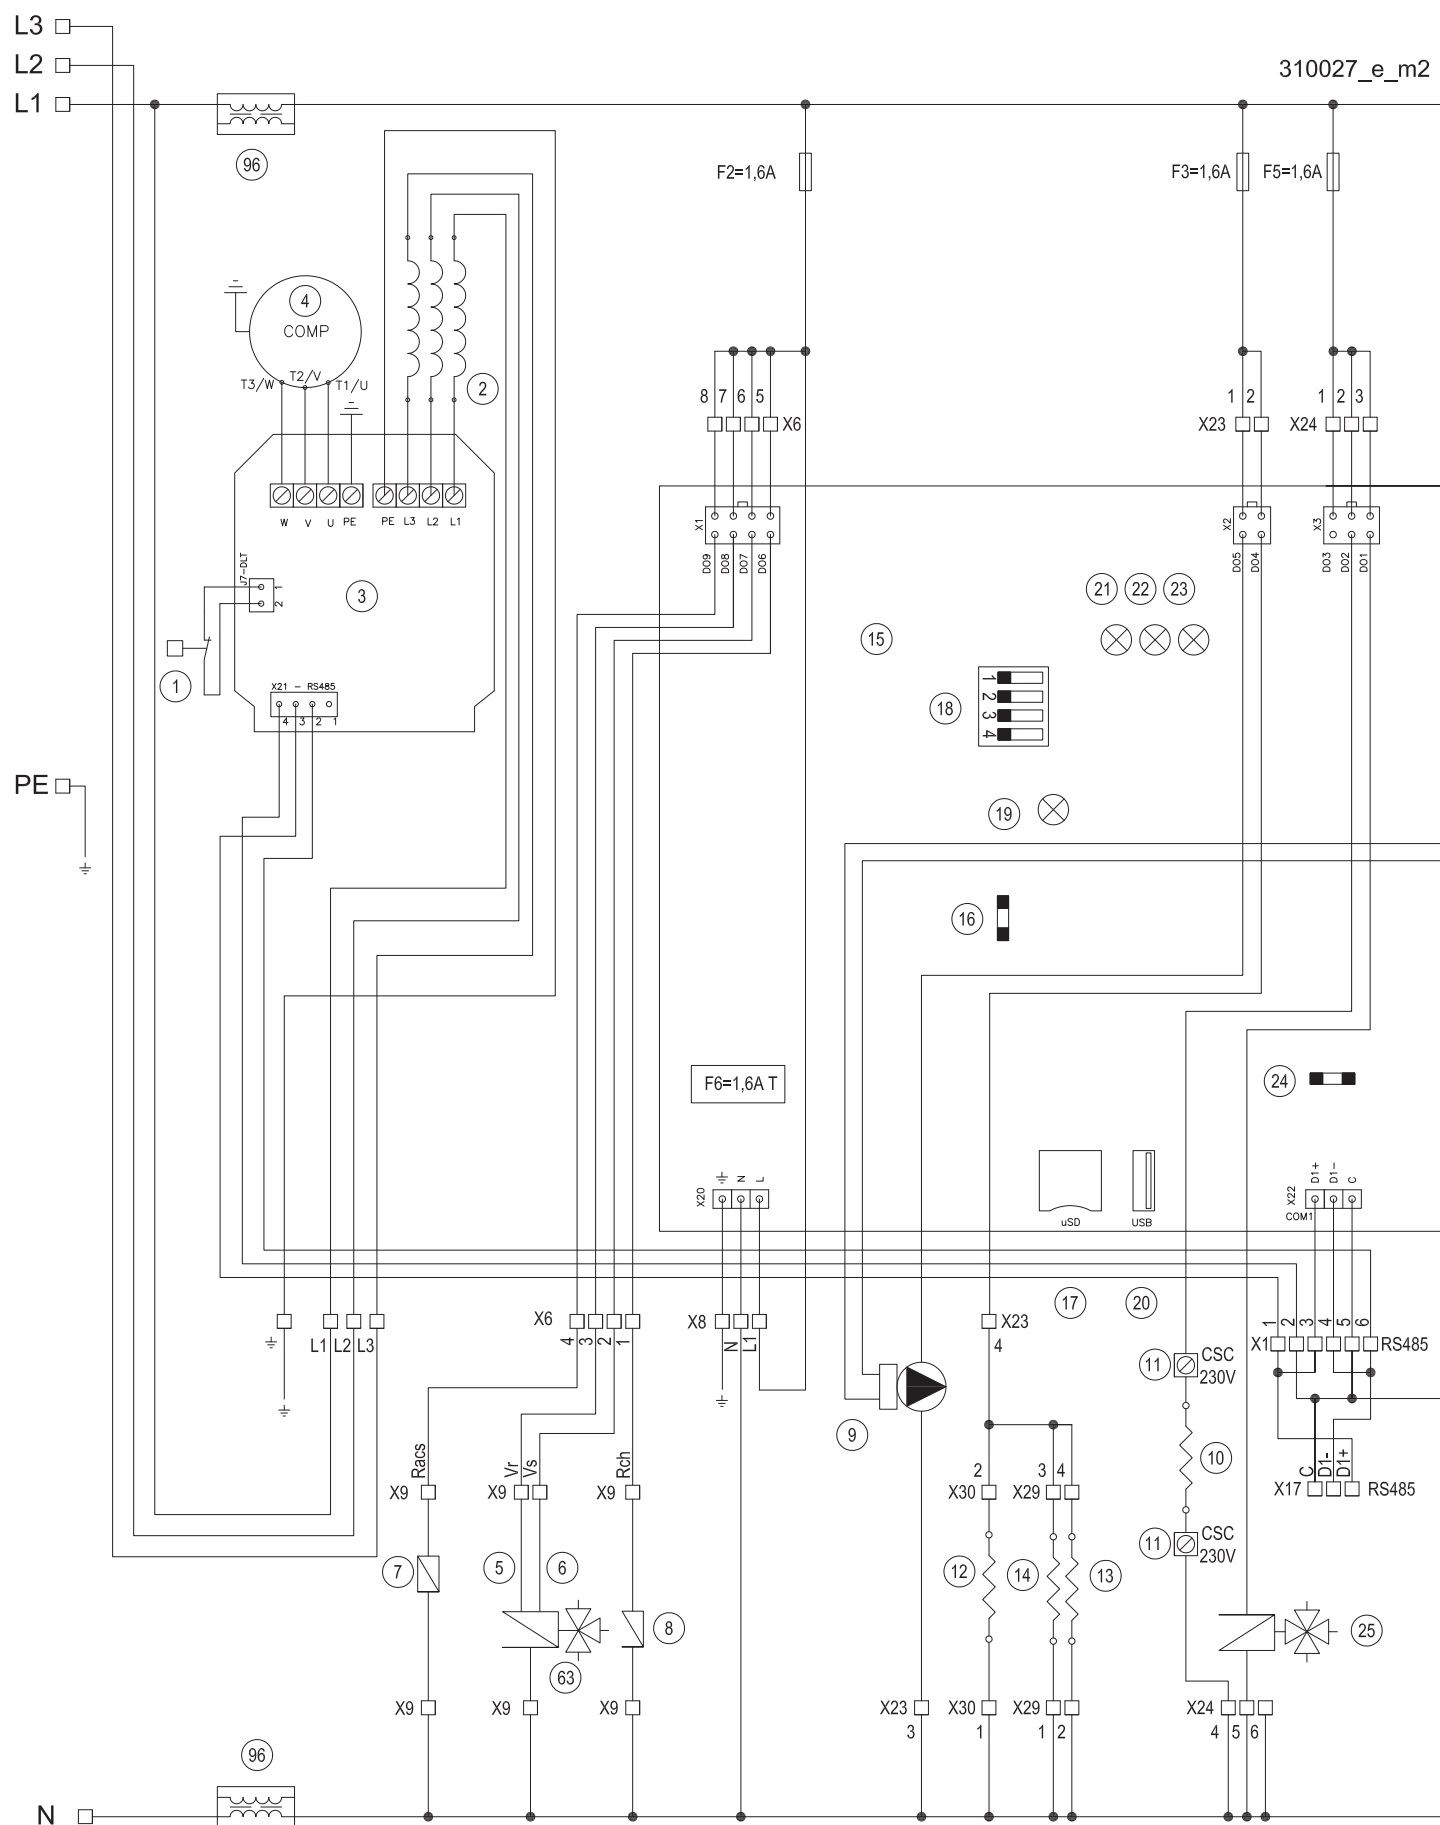 L3
L2
310027_e_m2
L1
96
F2=1,6A
F3=1,6A
F5=1,6A
4
COMP
T3/W
T2/V
T1/U
2
8 7 6 5
X6
1 2
X23
1 2 3
X24
W V U PE
PE L3 L2 L1
X1
DO9 DO8 DO7 DO6
X2
DO5 DO4
X3
DO3 DO2 DO1
J7-DLT
1
2
3
21 22 23
15
1
X21 - RS485
4 3 2 1
18
1
2
3
4
PE
19
16
F6=1,6A T
24
X20
N
L
uSD
USB
X22
COM1
D1+
D1-
C
17
20
L1 L2 L3
X6
4 3 2 1
X8
N
L1
X23
4
X1
1 2 3 4 5 6
RS485
11
CSC
230V
9
10
Racs
Vr
Vs
Rch
X9
X9
X9
2
X30
3 4
X29
C
D1-
D1+
X17
RS485
11
CSC
230V
7
5
6
12
14
13
8
25
63
X9
X9
X9
X23
3
X30
1
X29
1 2
X24
4 5 6
96
N